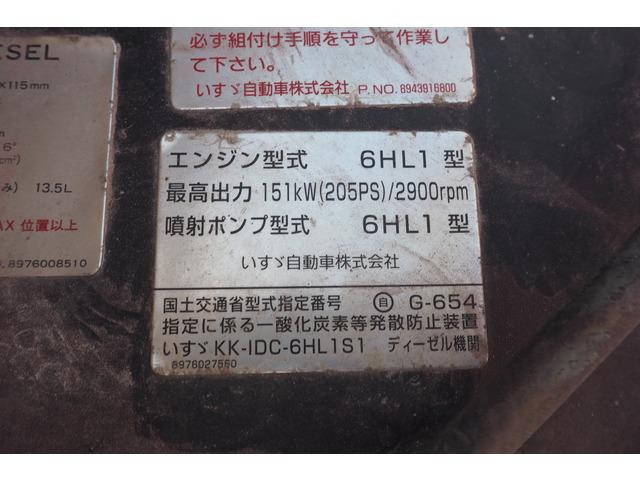 ESEL
×115mm
m
6°
cm²)
み) 13.5L
AX 位置以上
.8976008510
必ず組付け手順を守って作業し
て下さい。
いすゞ自動車株式会社 P.NO.8943916800
エンジン型式 6HL1 型
最高出力 151kW(205PS)/2900rpm
噴射ポンプ型式 6HL1 型
いすゞ自動車株式会社
国土交通省型式指定番号 ㊀自 G-654
指定に係る一酸化炭素等発散防止装置
いすゞ KK-IDC-6HL1S1 ディーゼル機関
8976027560